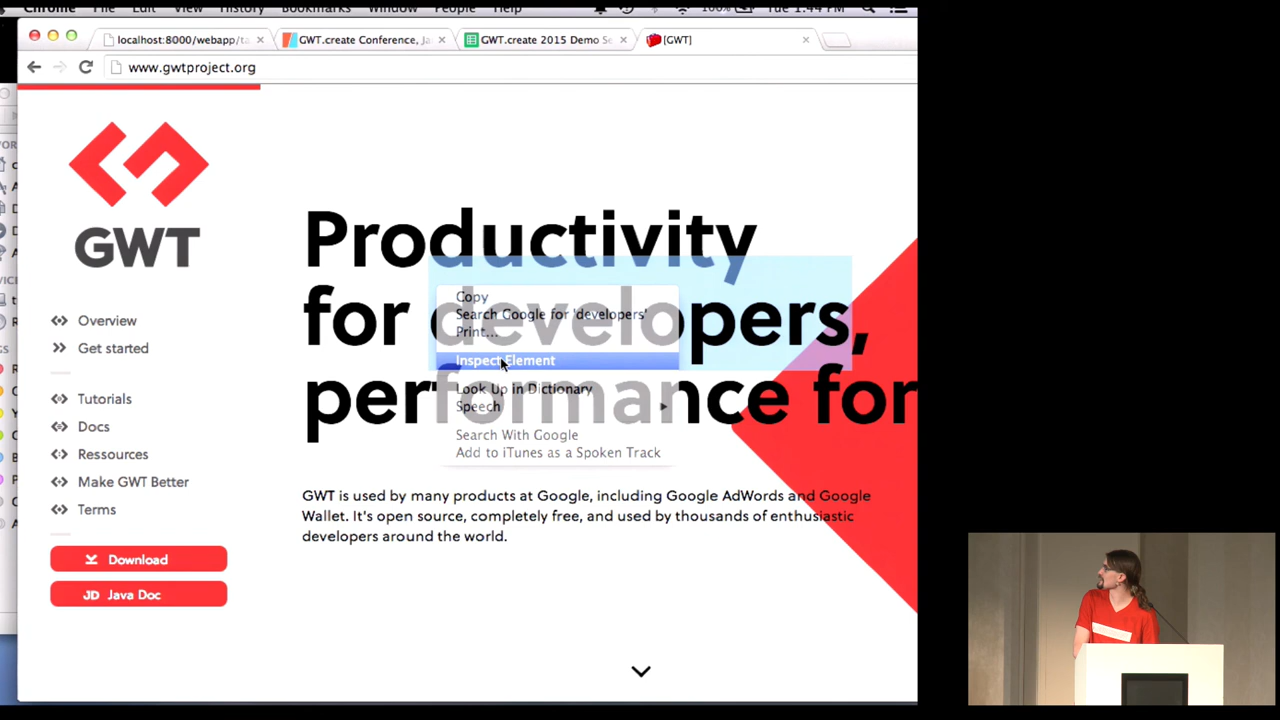 Chrome File Edit View History Bookmarks Window People Help 100% Tue 1:44 PM
localhost:8000/webapp/ta
GWT.create Conference, Ja
GWT.create 2015 Demo Se
[GWT]
www.gwtproject.org
GWT
Productivity
for developers,
performance for
Copy
Search Google for 'developers'
Print...
Inspect Element
Look Up in Dictionary
Speech
Search With Google
Add to iTunes as a Spoken Track
Overview
Get started
Tutorials
Docs
Ressources
Make GWT Better
Terms
Download
JD Java Doc
GWT is used by many products at Google, including Google AdWords and Google
Wallet. It's open source, completely free, and used by thousands of enthusiastic
developers around the world.